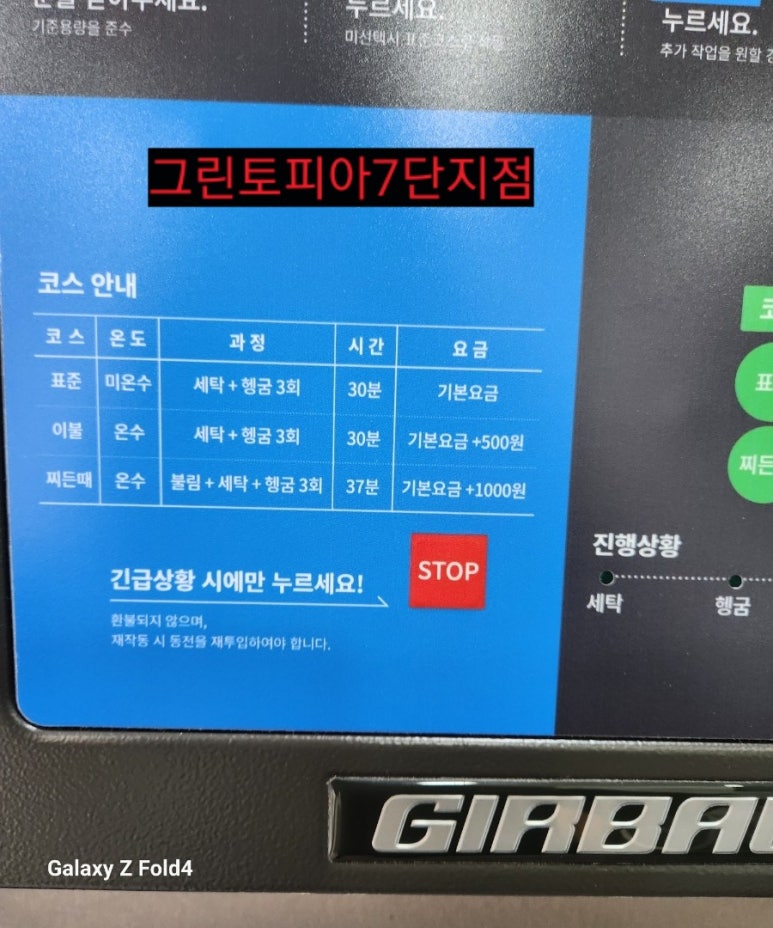 누르세요.
누르세요.
기준용량을 준수
추가 작업을 원할
그린토피아7단지점
코스 안내
코스 온도 과정 시간 요금
표준 미온수 세탁 + 헹굼 3회 30분 기본요금
이불 온수 세탁 + 헹굼 3회 30분 기본요금 +500원
찌든때 온수 불림 + 세탁 + 헹굼 3회 37분 기본요금 +1000원
긴급상황 시에만 누르세요!
STOP
환불되지 않으며,
재작동 시 동전을 재투입하여야 합니다.
찌든
진행상황
세탁 헹굼
GIRBA
Galaxy Z Fold4